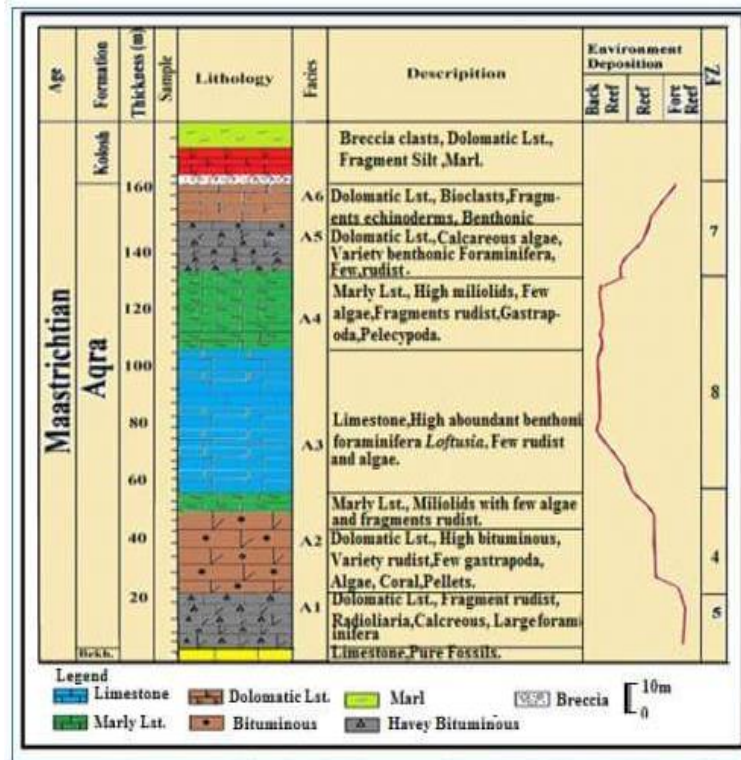 Age
Formation
Thickness (m)
Sample
Lithology
Facies
Descripition
Environment
Deposition
Back
Reef
Reef
Fore
Reef
FZ
Maastrichtian
Kolosh
Aqra
Bekh.
160
140
120
100
80
60
40
20
A6
A5
A4
A3
A2
A1
Breccia clasts, Dolomatic Lst.,
Fragment Silt ,Marl.
Dolomatic Lst., Bioclasts,Fragm-
ents echinoderms, Benthonic
Dolomatic Lst.,Calcareous algae,
Variety benthonic Foraminifera,
Few,rudist.
Marly Lst., High miliolids, Few
algae,Fragments rudist,Gastrap-
oda,Pelecypoda.
Limestone,High aboundant benthoni
foraminifera Loftusia, Few rudist
and algae.
Marly Lst., Miliolids with few algae
and fragments rudist.
Dolomatic Lst., High bituminous,
Variety rudist,Few gastrapoda,
Algae, Coral,Pellets.
Dolomatic Lst., Fragment rudist,
Radioliaria,Calcreous, Large foram
inifera
Limestone,Pure Fossils.
7
8
4
5
Legend
Limestone
Dolomatic Lst.
Marl
Breccia
10m
0
Marly Lst.
Bituminous
Havey Bituminous